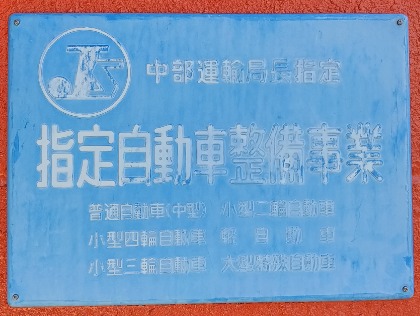 中部運輸局長指定
指定自動車整備事業
普通自動車(中型) 小型二輪自動車
小型四輪自動車 軽自動車
小型三輪自動車 大型特殊自動車